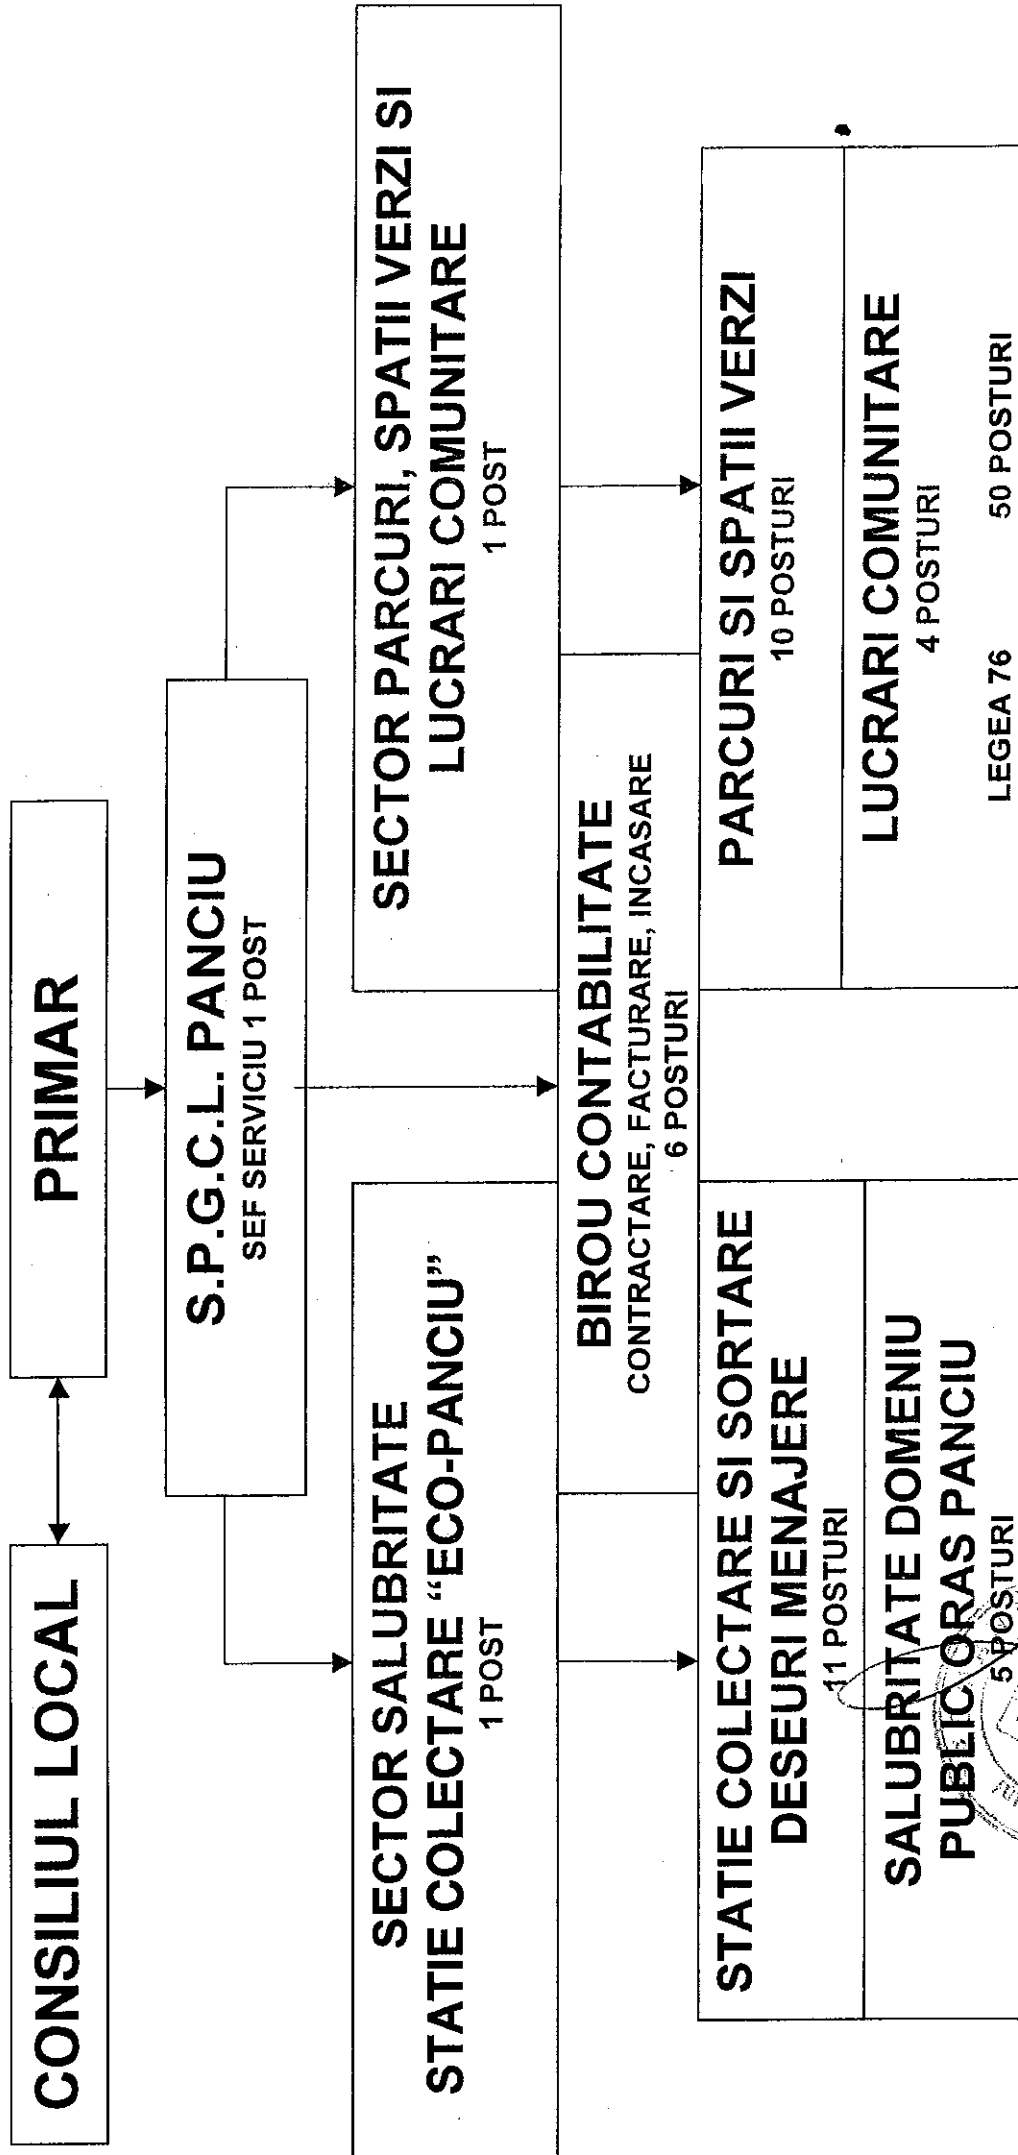 CONSILIUL LOCAL
PRIMAR
S.P.G.C.L. PANCIU
SEF SERVICIU 1 POST
SECTOR SALUBRITATE
STATIE COLECTARE “ECO-PANCIU”
1 POST
SECTOR PARCURI, SPATII VERZI SI
LUCRARI COMUNITARE
1 POST
BIROU CONTABILITATE
CONTRACTARE, FACTURARE, INCASARE
6 POSTURI
STATIE COLECTARE SI SORTARE
DESEURI MENAJERE
11 POSTURI
SALUBRITATE DOMENIU
PUBLIC ORAS PANCIU
5 POSTURI
PARCURI SI SPATII VERZI
10 POSTURI
LUCRARI COMUNITARE
4 POSTURI
LEGEA 76 50 POSTURI